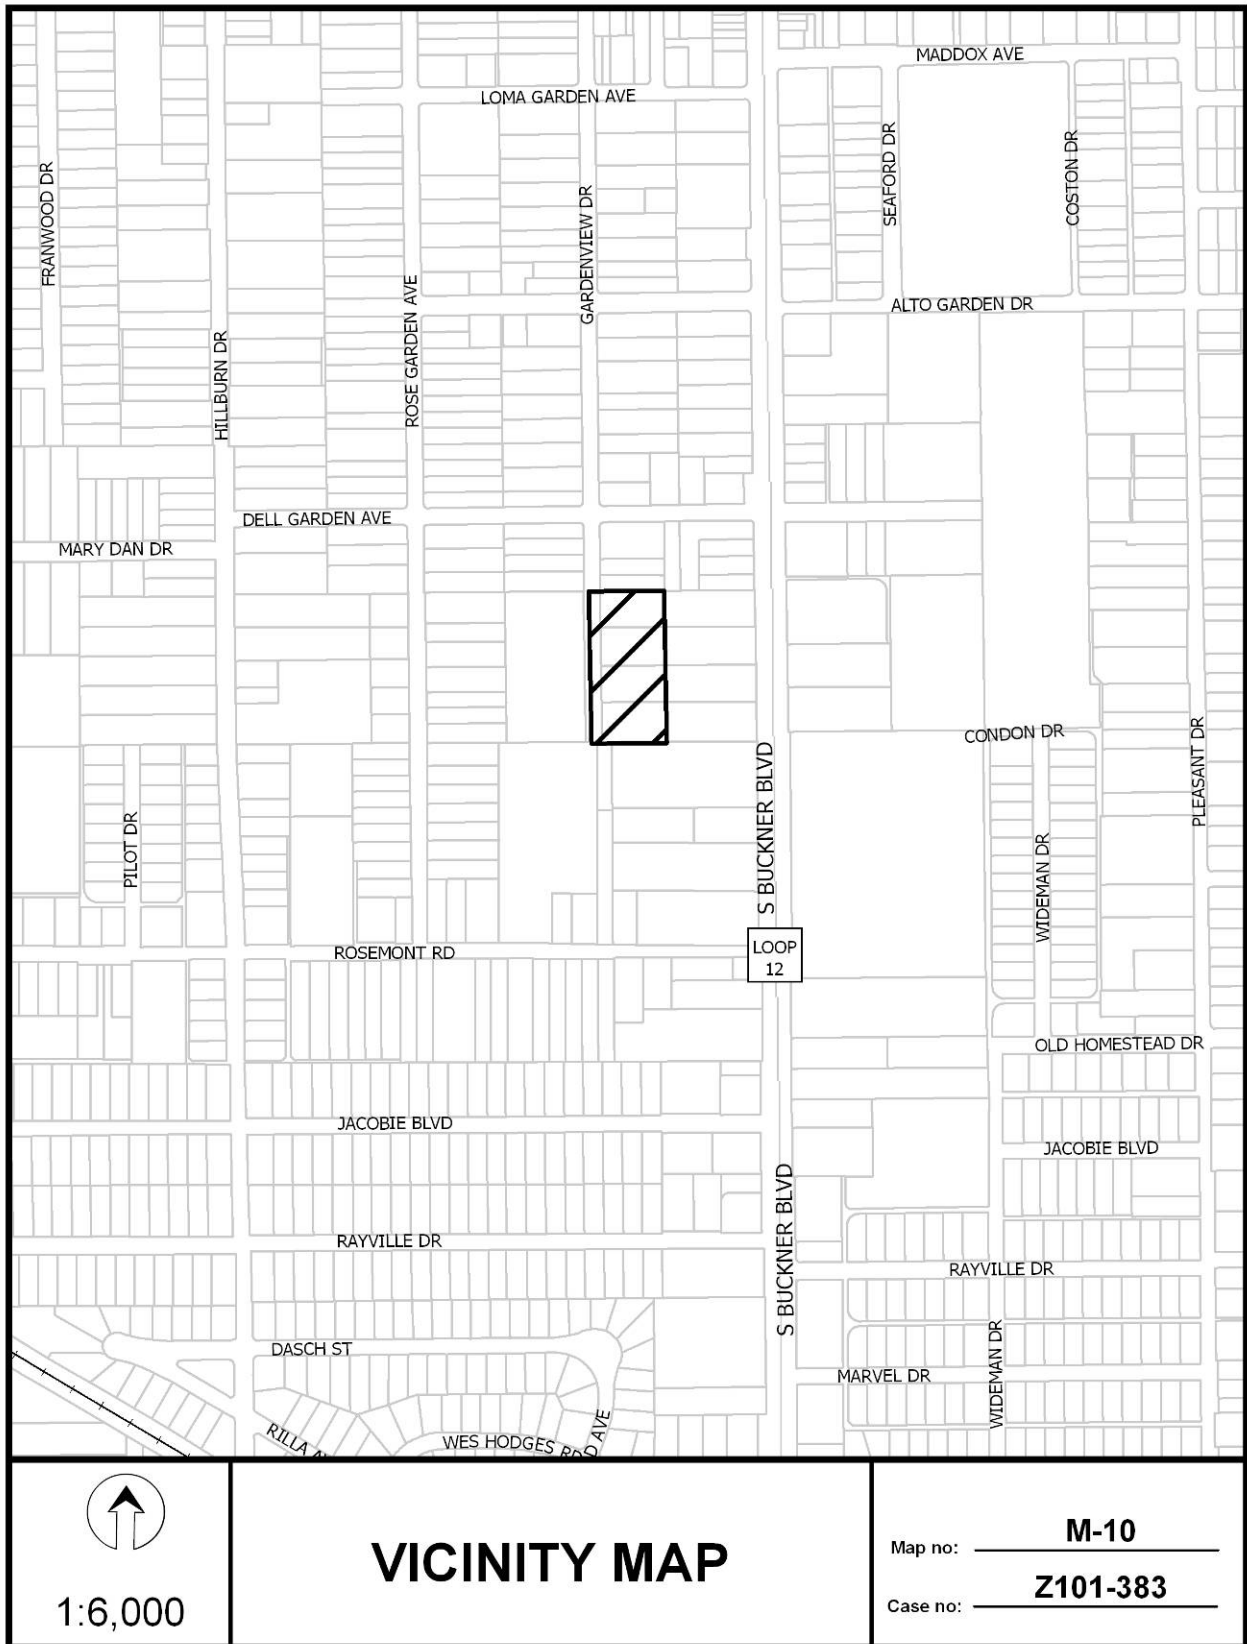 MADDOX AVE
LOMA GARDEN AVE
SEAFORD DR
COSTON DR
FRANWOOD DR
GARDENVIEW DR
ROSE GARDEN AVE
ALTO GARDEN DR
HILLBURN DR
DELL GARDEN AVE
MARY DAN DR
CONDON DR
PLEASANT DR
S BUCKNER BLVD
PILOT DR
WIDEMAN DR
ROSEMONT RD
LOOP
12
OLD HOMESTEAD DR
JACOBIE BLVD
JACOBIE BLVD
S BUCKNER BLVD
RAYVILLE DR
RAYVILLE DR
DASCH ST
WIDEMAN DR
MARVEL DR
RILLA
WES HODGES RD
D AVE
1:6,000
VICINITY MAP
Map no: M-10
Case no: Z101-383